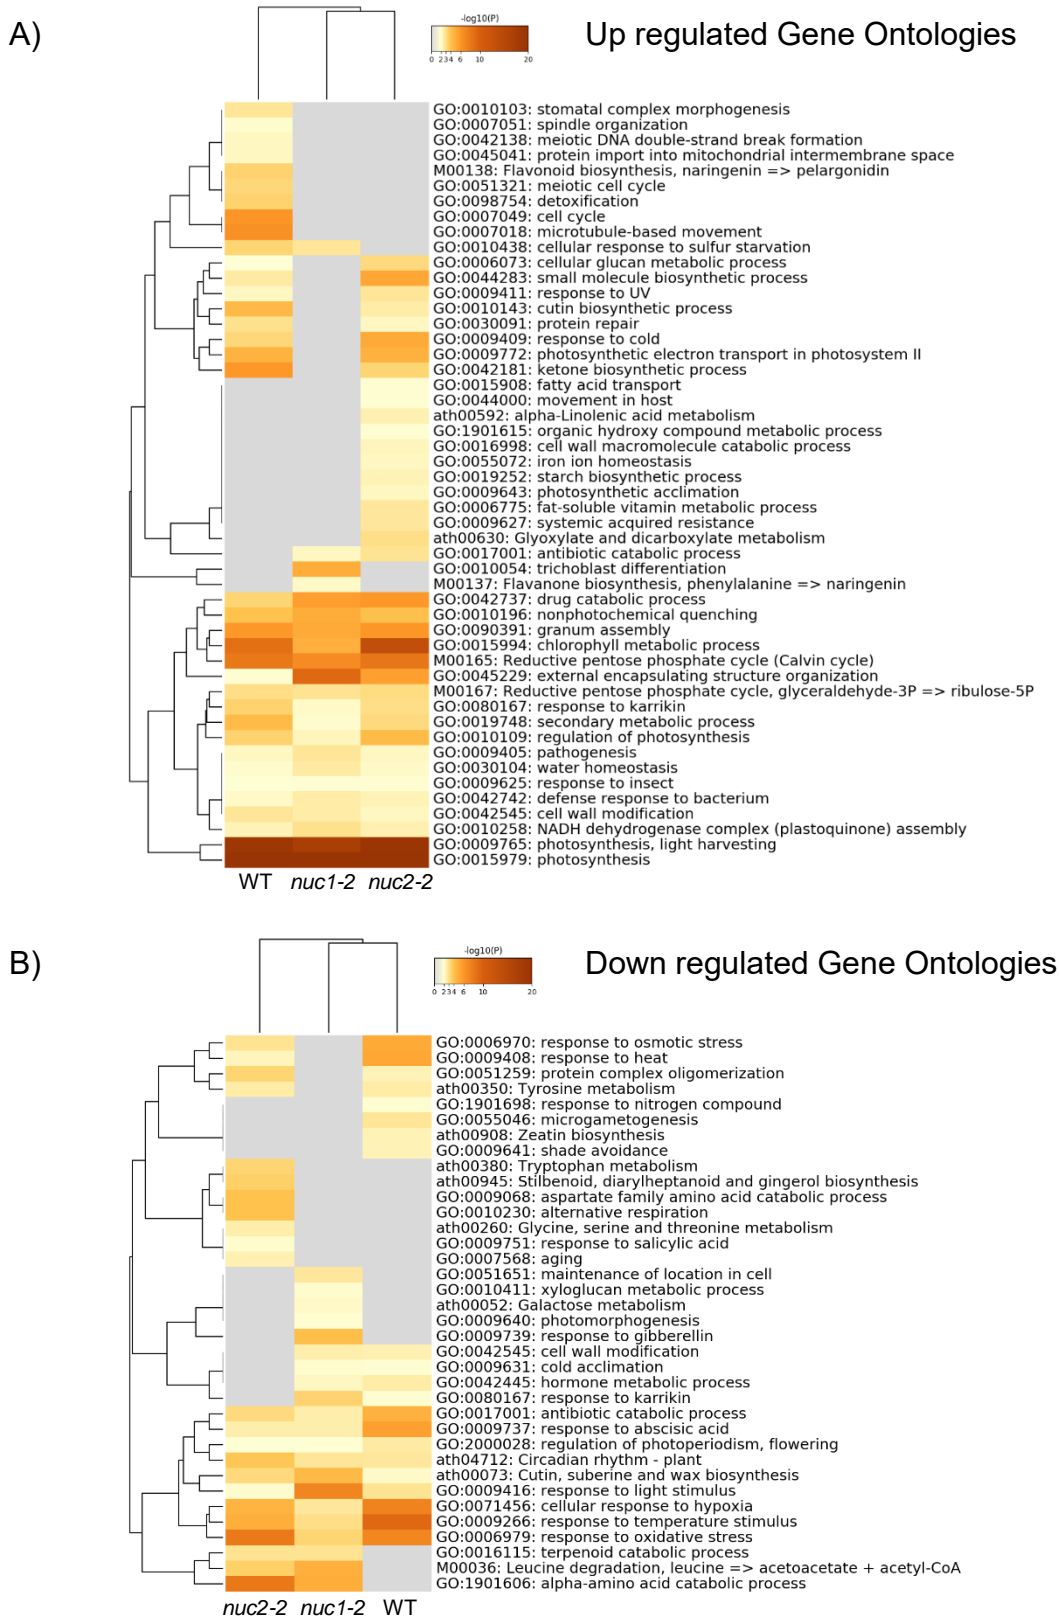 A)
-log10(P)
Up regulated Gene Ontologies
0 2 3 4 6 10 20
GO:0010103: stomatal complex morphogenesis
GO:0007051: spindle organization
GO:0042138: meiotic DNA double-strand break formation
GO:0045041: protein import into mitochondrial intermembrane space
M00138: Flavonoid biosynthesis, naringenin => pelargonidin
GO:0051321: meiotic cell cycle
GO:0098754: detoxification
GO:0007049: cell cycle
GO:0007018: microtubule-based movement
GO:0010438: cellular response to sulfur starvation
GO:0006073: cellular glucan metabolic process
GO:0044283: small molecule biosynthetic process
GO:0009411: response to UV
GO:0010143: cutin biosynthetic process
GO:0030091: protein repair
GO:0009409: response to cold
GO:0009772: photosynthetic electron transport in photosystem II
GO:0042181: ketone biosynthetic process
GO:0015908: fatty acid transport
GO:0044000: movement in host
ath00592: alpha-Linolenic acid metabolism
GO:1901615: organic hydroxy compound metabolic process
GO:0016998: cell wall macromolecule catabolic process
GO:0055072: iron ion homeostasis
GO:0019252: starch biosynthetic process
GO:0009643: photosynthetic acclimation
GO:0006775: fat-soluble vitamin metabolic process
GO:0009627: systemic acquired resistance
ath00630: Glyoxylate and dicarboxylate metabolism
GO:0017001: antibiotic catabolic process
GO:0010054: trichoblast differentiation
M00137: Flavanone biosynthesis, phenylalanine => naringenin
GO:0042737: drug catabolic process
GO:0010196: nonphotochemical quenching
GO:0090391: granum assembly
GO:0015994: chlorophyll metabolic process
M00165: Reductive pentose phosphate cycle (Calvin cycle)
GO:0045229: external encapsulating structure organization
M00167: Reductive pentose phosphate cycle, glyceraldehyde-3P => ribulose-5P
GO:0080167: response to karrikin
GO:0019748: secondary metabolic process
GO:0010109: regulation of photosynthesis
GO:0009405: pathogenesis
GO:0030104: water homeostasis
GO:0009625: response to insect
GO:0042742: defense response to bacterium
GO:0042545: cell wall modification
GO:0010258: NADH dehydrogenase complex (plastoquinone) assembly
GO:0009765: photosynthesis, light harvesting
GO:0015979: photosynthesis
WT nuc1-2 nuc2-2
B)
-log10(P)
Down regulated Gene Ontologies
0 2 3 4 6 10 20
GO:0006970: response to osmotic stress
GO:0009408: response to heat
GO:0051259: protein complex oligomerization
ath00350: Tyrosine metabolism
GO:1901698: response to nitrogen compound
GO:0055046: microgametogenesis
ath00908: Zeatin biosynthesis
GO:0009641: shade avoidance
ath00380: Tryptophan metabolism
ath00945: Stilbenoid, diarylheptanoid and gingerol biosynthesis
GO:0009068: aspartate family amino acid catabolic process
GO:0010230: alternative respiration
ath00260: Glycine, serine and threonine metabolism
GO:0009751: response to salicylic acid
GO:0007568: aging
GO:0051651: maintenance of location in cell
GO:0010411: xyloglucan metabolic process
ath00052: Galactose metabolism
GO:0009640: photomorphogenesis
GO:0009739: response to gibberellin
GO:0042545: cell wall modification
GO:0009631: cold acclimation
GO:0042445: hormone metabolic process
GO:0080167: response to karrikin
GO:0017001: antibiotic catabolic process
GO:0009737: response to abscisic acid
GO:2000028: regulation of photoperiodism, flowering
ath04712: Circadian rhythm - plant
ath00073: Cutin, suberine and wax biosynthesis
GO:0009416: response to light stimulus
GO:0071456: cellular response to hypoxia
GO:0009266: response to temperature stimulus
GO:0006979: response to oxidative stress
GO:0016115: terpenoid catabolic process
M00036: Leucine degradation, leucine => acetoacetate + acetyl-CoA
GO:1901606: alpha-amino acid catabolic process
nuc2-2 nuc1-2 WT